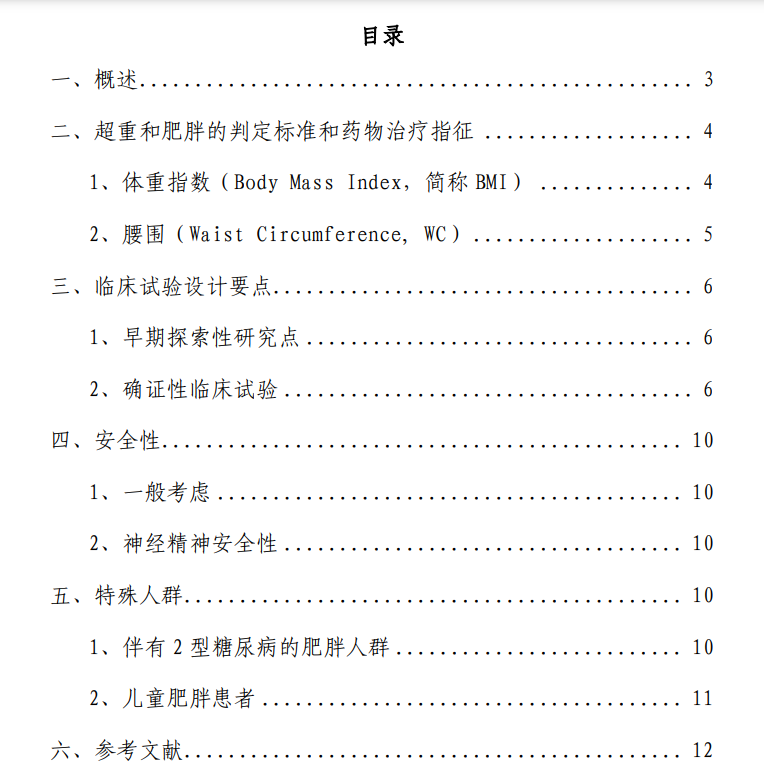 目录
一、概述.................................................. 3
二、超重和肥胖的判定标准和药物治疗指征 ................... 4
1、体重指数（Body Mass Index，简称 BMI） .............. 4
2、腰围（Waist Circumference, WC）.................... 5
三、临床试验设计要点...................................... 6
1、早期探索性研究点................................... 6
2、确证性临床试验..................................... 6
四、安全性............................................... 10
1、一般考虑.......................................... 10
2、神经精神安全性.................................... 10
五、特殊人群............................................. 10
1、伴有 2 型糖尿病的肥胖人群.......................... 10
2、儿童肥胖患者...................................... 11
六、参考文献............................................. 12